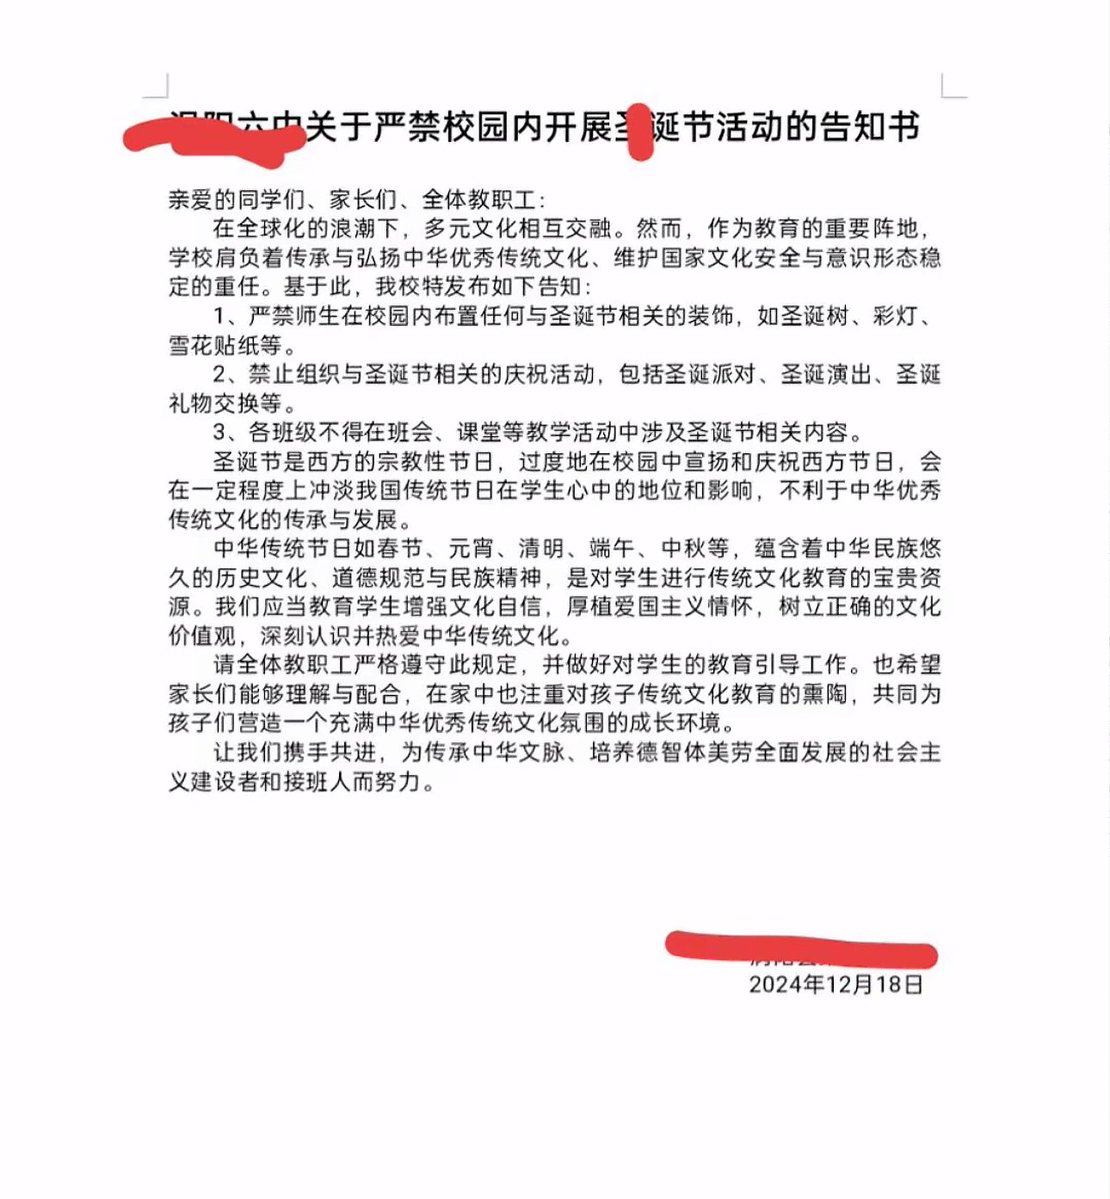 六中关于严禁校园内开展圣诞节活动的告知书
亲爱的同学们、家长们、全体教职工：
在全球化的浪潮下，多元文化相互交融。然而，作为教育的重要阵地，
学校肩负着传承与弘扬中华优秀传统文化、维护国家文化安全与意识形态稳
定的重任。基于此，我校特发布如下告知：
1、严禁师生在校园内布置任何与圣诞节相关的装饰，如圣诞树、彩灯、
雪花贴纸等。
2、禁止组织与圣诞节相关的庆祝活动，包括圣诞派对、圣诞演出、圣诞
礼物交换等。
3、各班级不得在班会、课堂等教学活动中涉及圣诞节相关内容。
圣诞节是西方的宗教性节日，过度地在校园中宣扬和庆祝西方节日，会
在一定程度上冲淡我国传统节日在学生心中的地位和影响，不利于中华优秀
传统文化的传承与发展。
中华传统节日如春节、元宵、清明、端午、中秋等，蕴含着中华民族悠
久的历史文化、道德规范与民族精神，是对学生进行传统文化教育的宝贵资
源。我们应当教育学生增强文化自信，厚植爱国主义情怀，树立正确的文化
价值观，深刻认识并热爱中华传统文化。
请全体教职工严格遵守此规定，并做好对学生的教育引导工作。也希望
家长们能够理解与配合，在家中也注重对孩子传统文化教育的熏陶，共同为
孩子们营造一个充满中华优秀传统文化氛围的成长环境。
让我们携手共进，为传承中华文脉、培养德智体美劳全面发展的社会主
义建设者和接班人而努力。
2024年12月18日